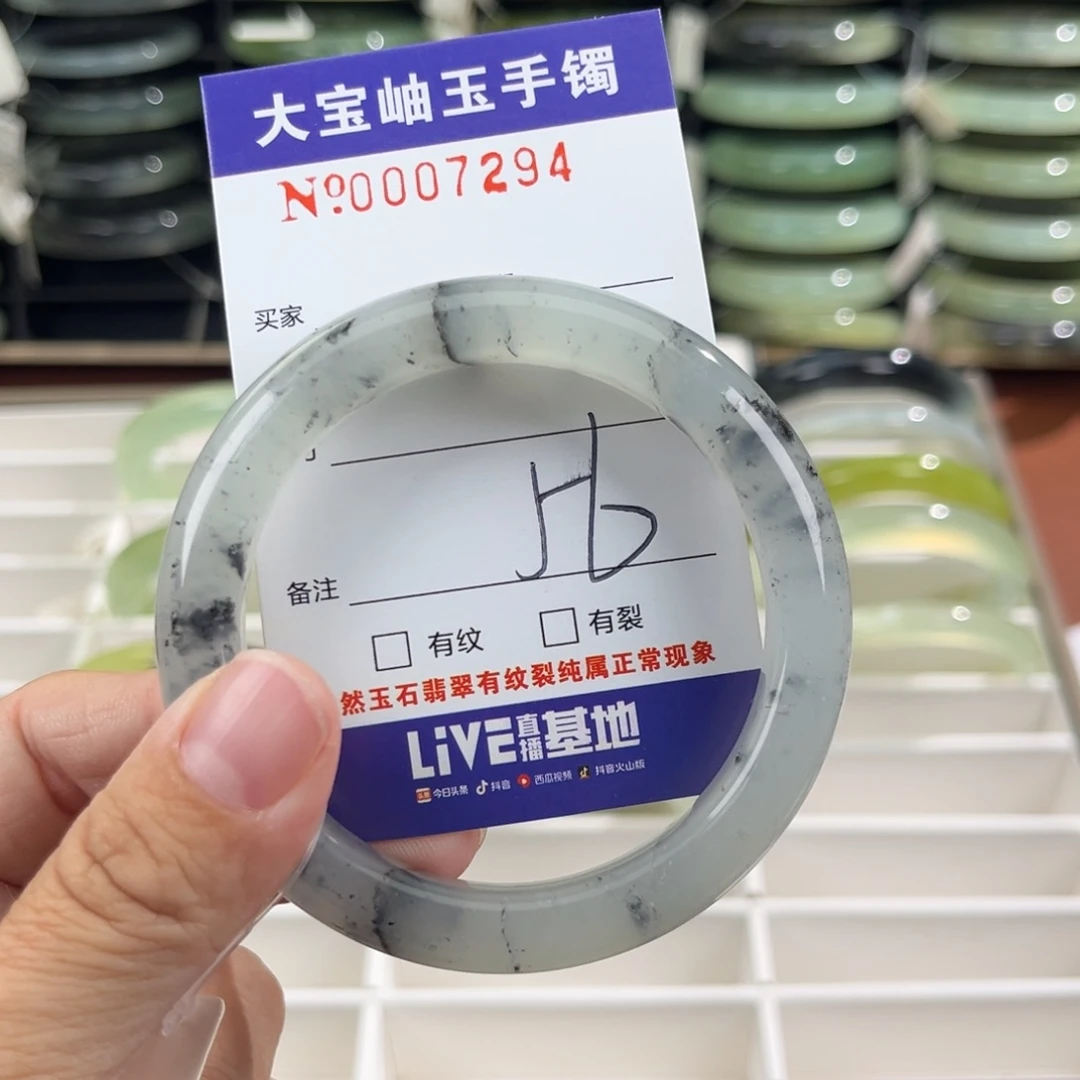 大宝岫玉手镯
Nº0007294
买家
备注
□ 有纹 □ 有裂
然玉石翡翠有纹裂纯属正常现象
LiVE直播基地
头条 今日头条 抖音 西瓜视频 抖音火山版